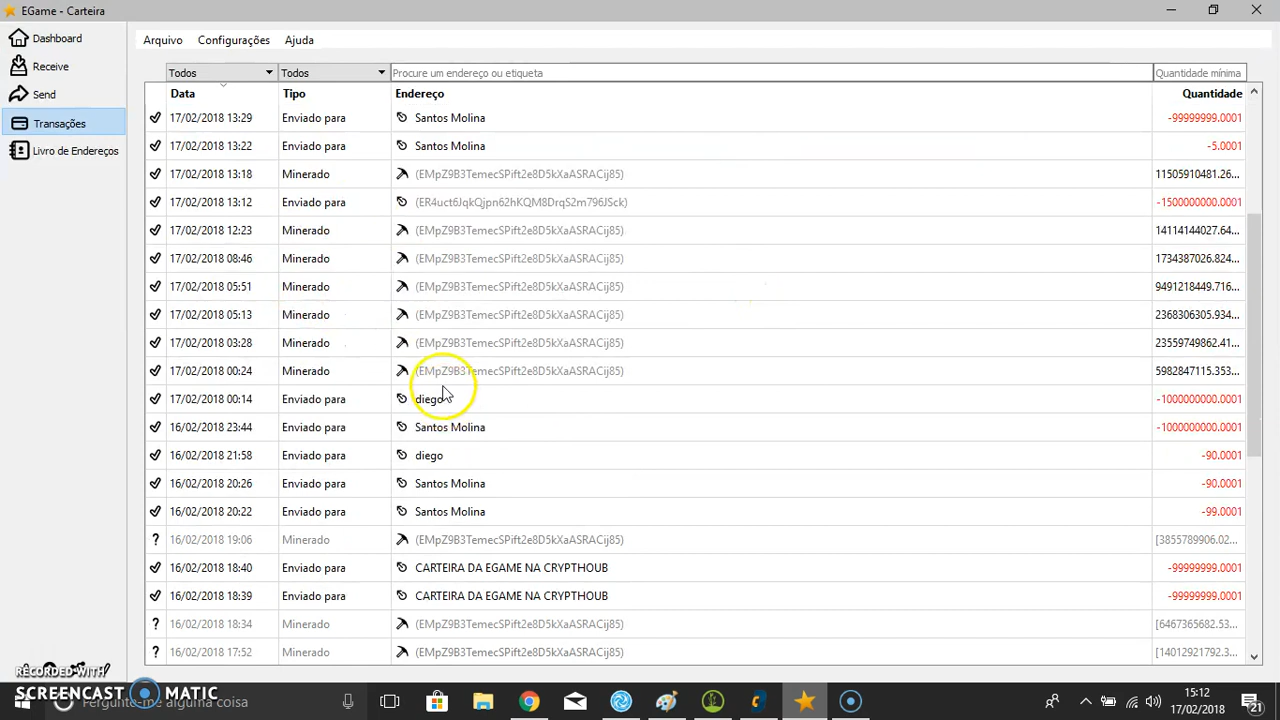 EGame - Carteira
Dashboard
Receive
Send
Transações
Livro de Endereços
Arquivo Configurações Ajuda
Todos Todos Procure um endereço ou etiqueta Quantidade mínima
Data Tipo Endereço Quantidade
17/02/2018 13:29 Enviado para Santos Molina -99999999.0001
17/02/2018 13:22 Enviado para Santos Molina -5.0001
17/02/2018 13:18 Minerado (EMpZ9B3TemecSPift2e8D5kXaASRACij85) 11505910481.26...
17/02/2018 13:12 Enviado para (ER4uct6JqkQjpn62hKQM8DrqS2m796JSck) -1500000000.0001
17/02/2018 12:23 Minerado (EMpZ9B3TemecSPift2e8D5kXaASRACij85) 14114144027.64...
17/02/2018 08:46 Minerado (EMpZ9B3TemecSPift2e8D5kXaASRACij85) 1734387026.824...
17/02/2018 05:51 Minerado (EMpZ9B3TemecSPift2e8D5kXaASRACij85) 9491218449.716...
17/02/2018 05:13 Minerado (EMpZ9B3TemecSPift2e8D5kXaASRACij85) 2368306305.934...
17/02/2018 03:28 Minerado (EMpZ9B3TemecSPift2e8D5kXaASRACij85) 23559749862.41...
17/02/2018 00:24 Minerado (EMpZ9B3TemecSPift2e8D5kXaASRACij85) 5982847115.353...
17/02/2018 00:14 Enviado para diego -1000000000.0001
16/02/2018 23:44 Enviado para Santos Molina -1000000000.0001
16/02/2018 21:58 Enviado para diego -90.0001
16/02/2018 20:26 Enviado para Santos Molina -90.0001
16/02/2018 20:22 Enviado para Santos Molina -99.0001
? 16/02/2018 19:06 Minerado (EMpZ9B3TemecSPift2e8D5kXaASRACij85) [3855789906.02...
16/02/2018 18:40 Enviado para CARTEIRA DA EGAME NA CRYPTHOUB -99999999.0001
16/02/2018 18:39 Enviado para CARTEIRA DA EGAME NA CRYPTHOUB -99999999.0001
? 16/02/2018 18:34 Minerado (EMpZ9B3TemecSPift2e8D5kXaASRACij85) [6467365682.53...
? 16/02/2018 17:52 Minerado (EMpZ9B3TemecSPift2e8D5kXaASRACij85) [14012921792.3...
RECORDED WITH
SCREENCAST MATIC
Pergunte-me alguma coisa
15:12
17/02/2018
21